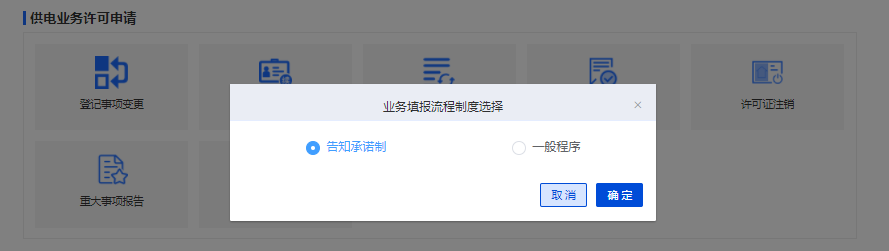 供电业务许可申请
登记事项变更
许可证注销
业务填报流程制度选择
告知承诺制
一般程序
取 消
确 定
重大事项报告